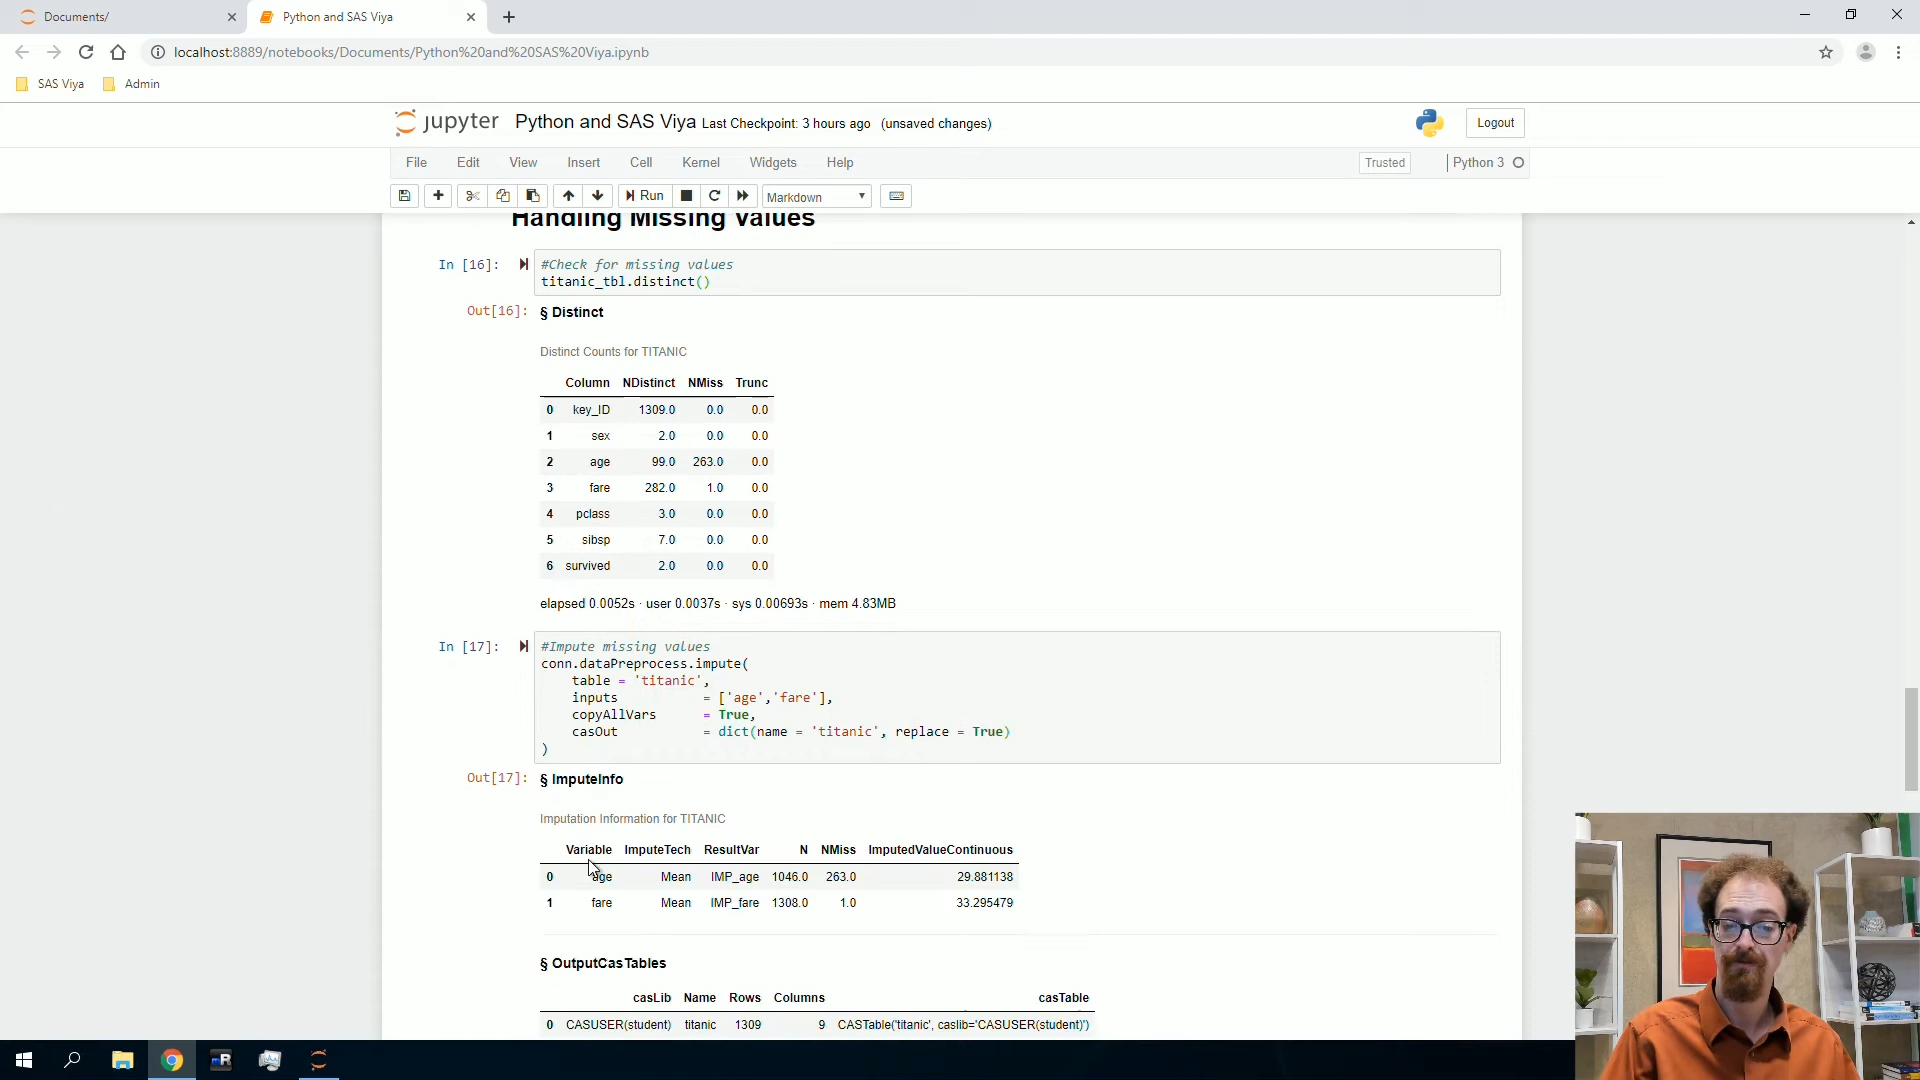 Documents/
Python and SAS Viya
localhost:8889/notebooks/Documents/Python%20and%20SAS%20Viya.ipynb
SAS Viya
Admin
jupyter Python and SAS Viya Last Checkpoint: 3 hours ago (unsaved changes)
Logout
File Edit View Insert Cell Kernel Widgets Help
Trusted
Python 3
Run
Markdown
Handling Missing Values
In [16]:
#Check for missing values
titanic_tbl.distinct()
Out[16]: § Distinct
Distinct Counts for TITANIC
Column NDistinct NMiss Trunc
0 key_ID 1309.0 0.0 0.0
1 sex 2.0 0.0 0.0
2 age 99.0 263.0 0.0
3 fare 282.0 1.0 0.0
4 pclass 3.0 0.0 0.0
5 sibsp 7.0 0.0 0.0
6 survived 2.0 0.0 0.0
elapsed 0.0052s · user 0.0037s · sys 0.00693s · mem 4.83MB
In [17]:
#Impute missing values
conn.dataPreprocess.impute(
table = 'titanic',
inputs = ['age','fare'],
copyAllVars = True,
casOut = dict(name = 'titanic', replace = True)
)
Out[17]: § ImputeInfo
Imputation Information for TITANIC
Variable ImputeTech ResultVar N NMiss ImputedValueContinuous
0 age Mean IMP_age 1046.0 263.0 29.881138
1 fare Mean IMP_fare 1308.0 1.0 33.295479
§ OutputCasTables
casLib Name Rows Columns casTable
0 CASUSER(student) titanic 1309 9 CASTable('titanic', caslib='CASUSER(student)')
R